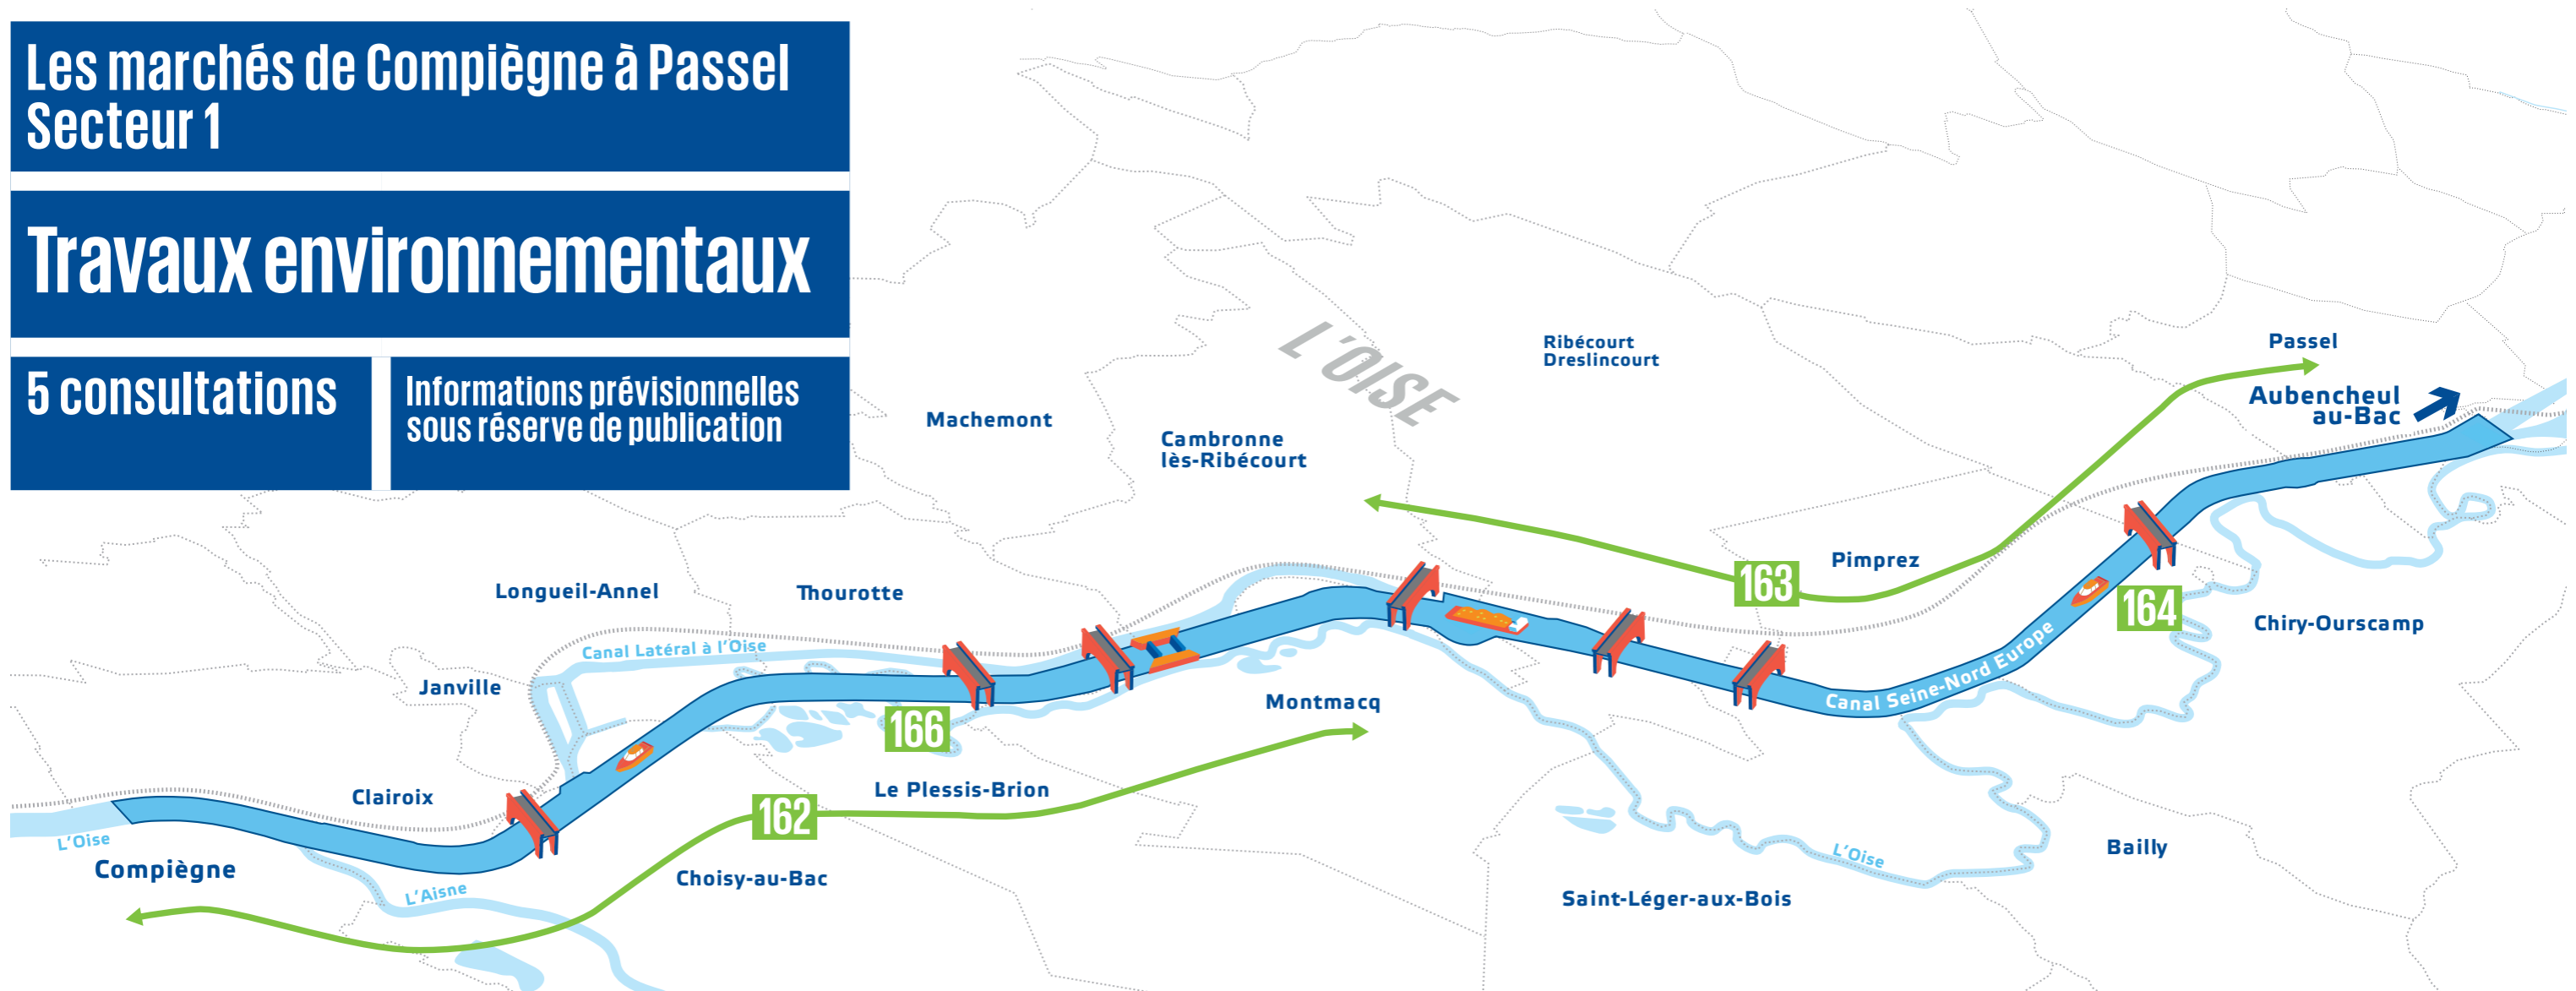 Les marchés de Compiègne à Passel
Secteur 1
Travaux environnementaux
5 consultations
Informations prévisionnelles
sous réserve de publication
L'OISE
Ribécourt
Dreslincourt
Passel
Aubencheul
au-Bac
Machemont
Cambronne
lès-Ribécourt
163
Pimprez
164
Chiry-Ourscamp
Longueil-Annel
Thourotte
Canal Latéral à l'Oise
Canal Seine-Nord Europe
Janville
Montmacq
166
Clairoix
162
Le Plessis-Brion
L'Oise
Compiègne
L'Aisne
Choisy-au-Bac
L'Oise
Bailly
Saint-Léger-aux-Bois